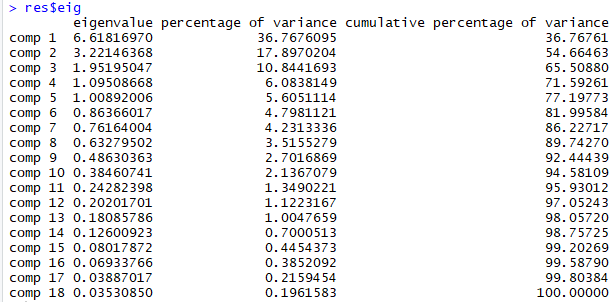 > res$eig
eigenvalue percentage of variance cumulative percentage of variance
comp 1 6.61816970 36.7676095 36.76761
comp 2 3.22146368 17.8970204 54.66463
comp 3 1.95195047 10.8441693 65.50880
comp 4 1.09508668 6.0838149 71.59261
comp 5 1.00892006 5.6051114 77.19773
comp 6 0.86366017 4.7981121 81.99584
comp 7 0.76164004 4.2313336 86.22717
comp 8 0.63279502 3.5155279 89.74270
comp 9 0.48630363 2.7016869 92.44439
comp 10 0.38460741 2.1367079 94.58109
comp 11 0.24282398 1.3490221 95.93012
comp 12 0.20201701 1.1223167 97.05243
comp 13 0.18085786 1.0047659 98.05720
comp 14 0.12600923 0.7000513 98.75725
comp 15 0.08017872 0.4454373 99.20269
comp 16 0.06933766 0.3852092 99.58790
comp 17 0.03887017 0.2159454 99.80384
comp 18 0.03530850 0.1961583 100.00000